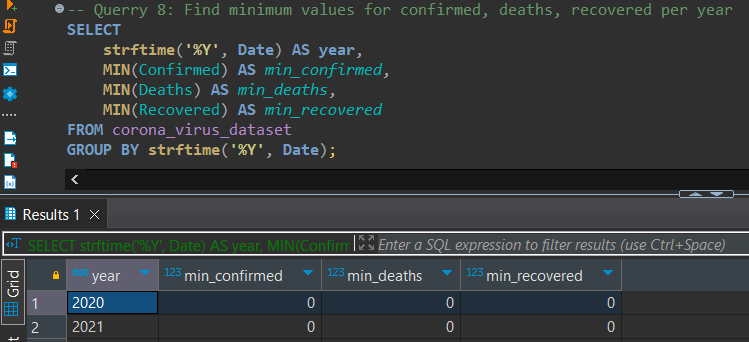 -- Querry 8: Find minimum values for confirmed, deaths, recovered per year
SELECT
strftime('%Y', Date) AS year,
MIN(Confirmed) AS min_confirmed,
MIN(Deaths) AS min_deaths,
MIN(Recovered) AS min_recovered
FROM corona_virus_dataset
GROUP BY strftime('%Y', Date);
Results 1
SELECT strftime('%Y', Date) AS year, MIN(Confirm Enter a SQL expression to filter results (use Ctrl+Space)
Grid
year 123 min_confirmed 123 min_deaths 123 min_recovered
1 2020 0 0 0
2 2021 0 0 0